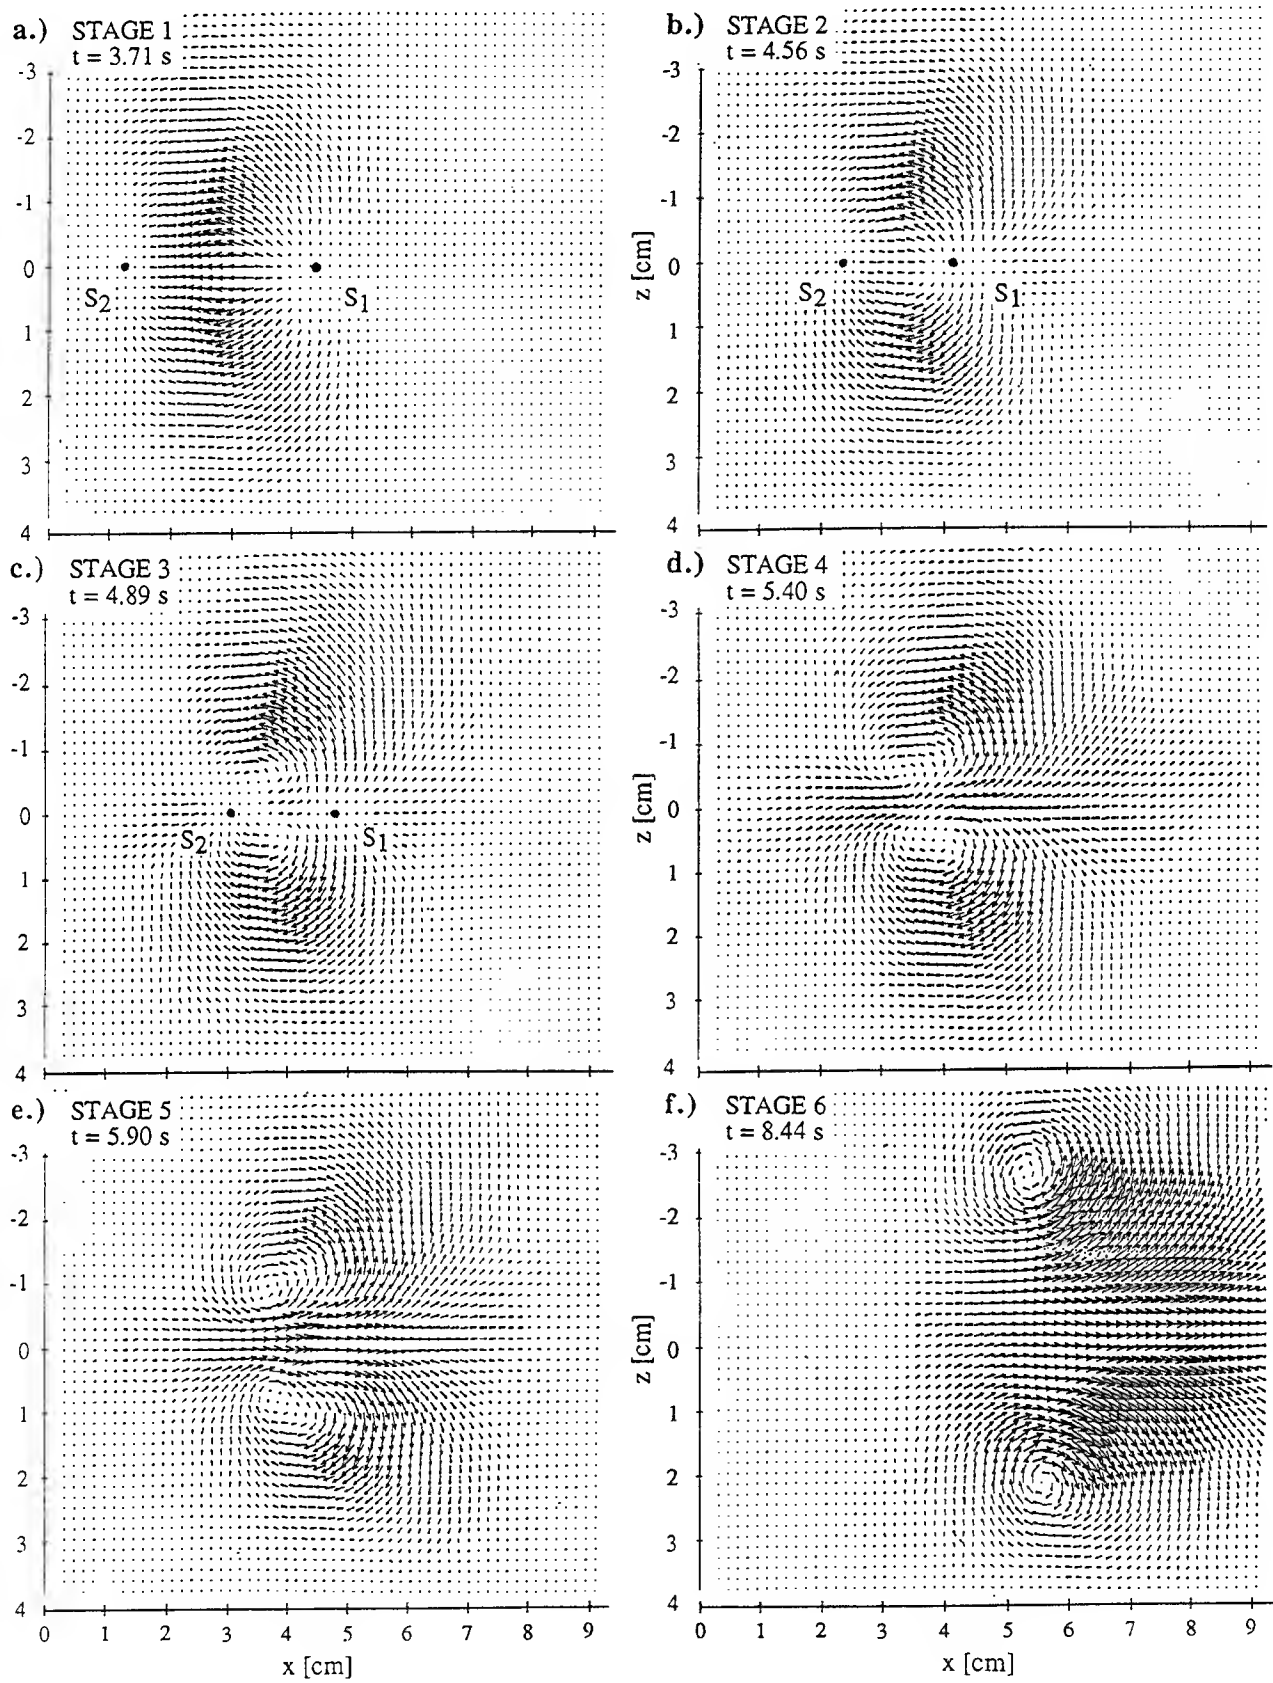 a.) STAGE 1
t = 3.71 s
-3
-2
-1
0
1
2
3
4
S2
S1
b.) STAGE 2
t = 4.56 s
-3
-2
-1
0
1
2
3
4
z [cm]
S2
S1
c.) STAGE 3
t = 4.89 s
-3
-2
-1
0
1
2
3
4
S2
S1
d.) STAGE 4
t = 5.40 s
-3
-2
-1
0
1
2
3
4
z [cm]
e.) STAGE 5
t = 5.90 s
-3
-2
-1
0
1
2
3
4
0 1 2 3 4 5 6 7 8 9
x [cm]
f.) STAGE 6
t = 8.44 s
-3
-2
-1
0
1
2
3
4
z [cm]
0 1 2 3 4 5 6 7 8 9
x [cm]